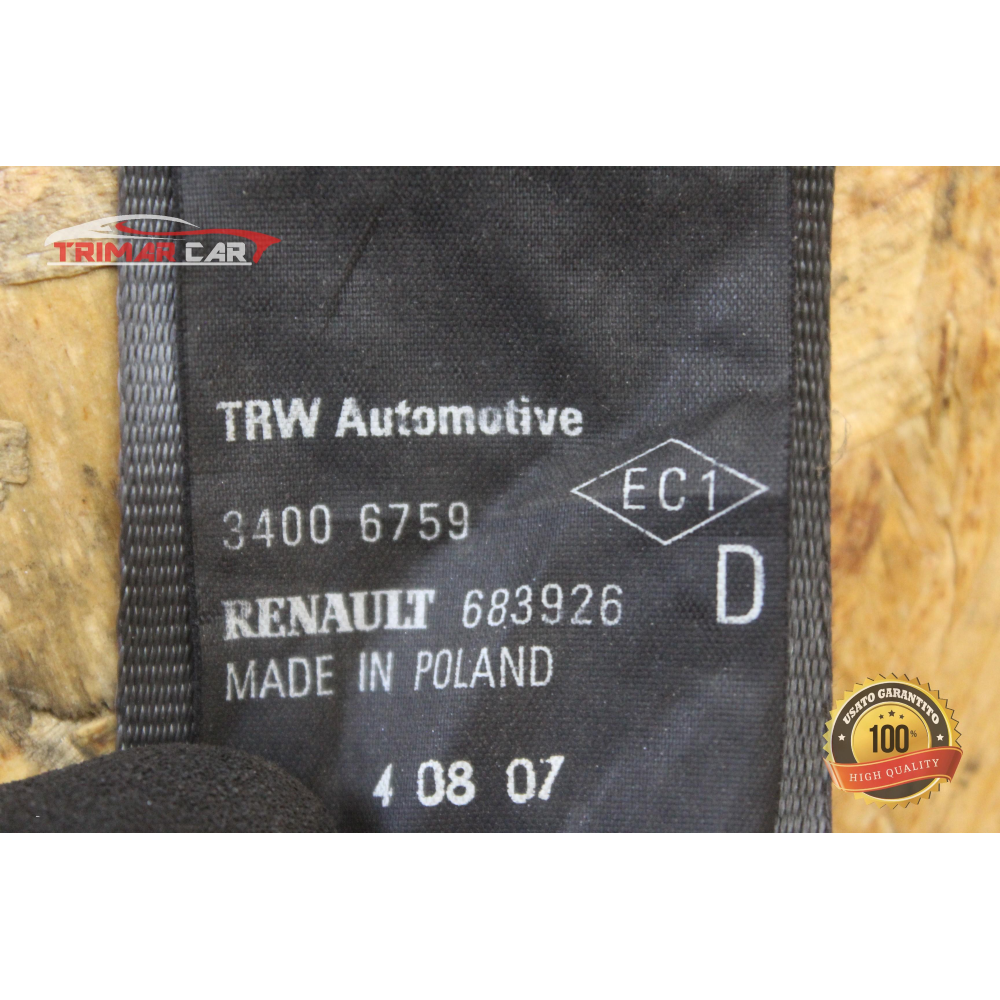 TRIMAR CAR
TRW Automotive
EC1
3400 6759
D
RENAULT 683926
MADE IN POLAND
4 08 07
USATO GARANTITO
100%
HIGH QUALITY